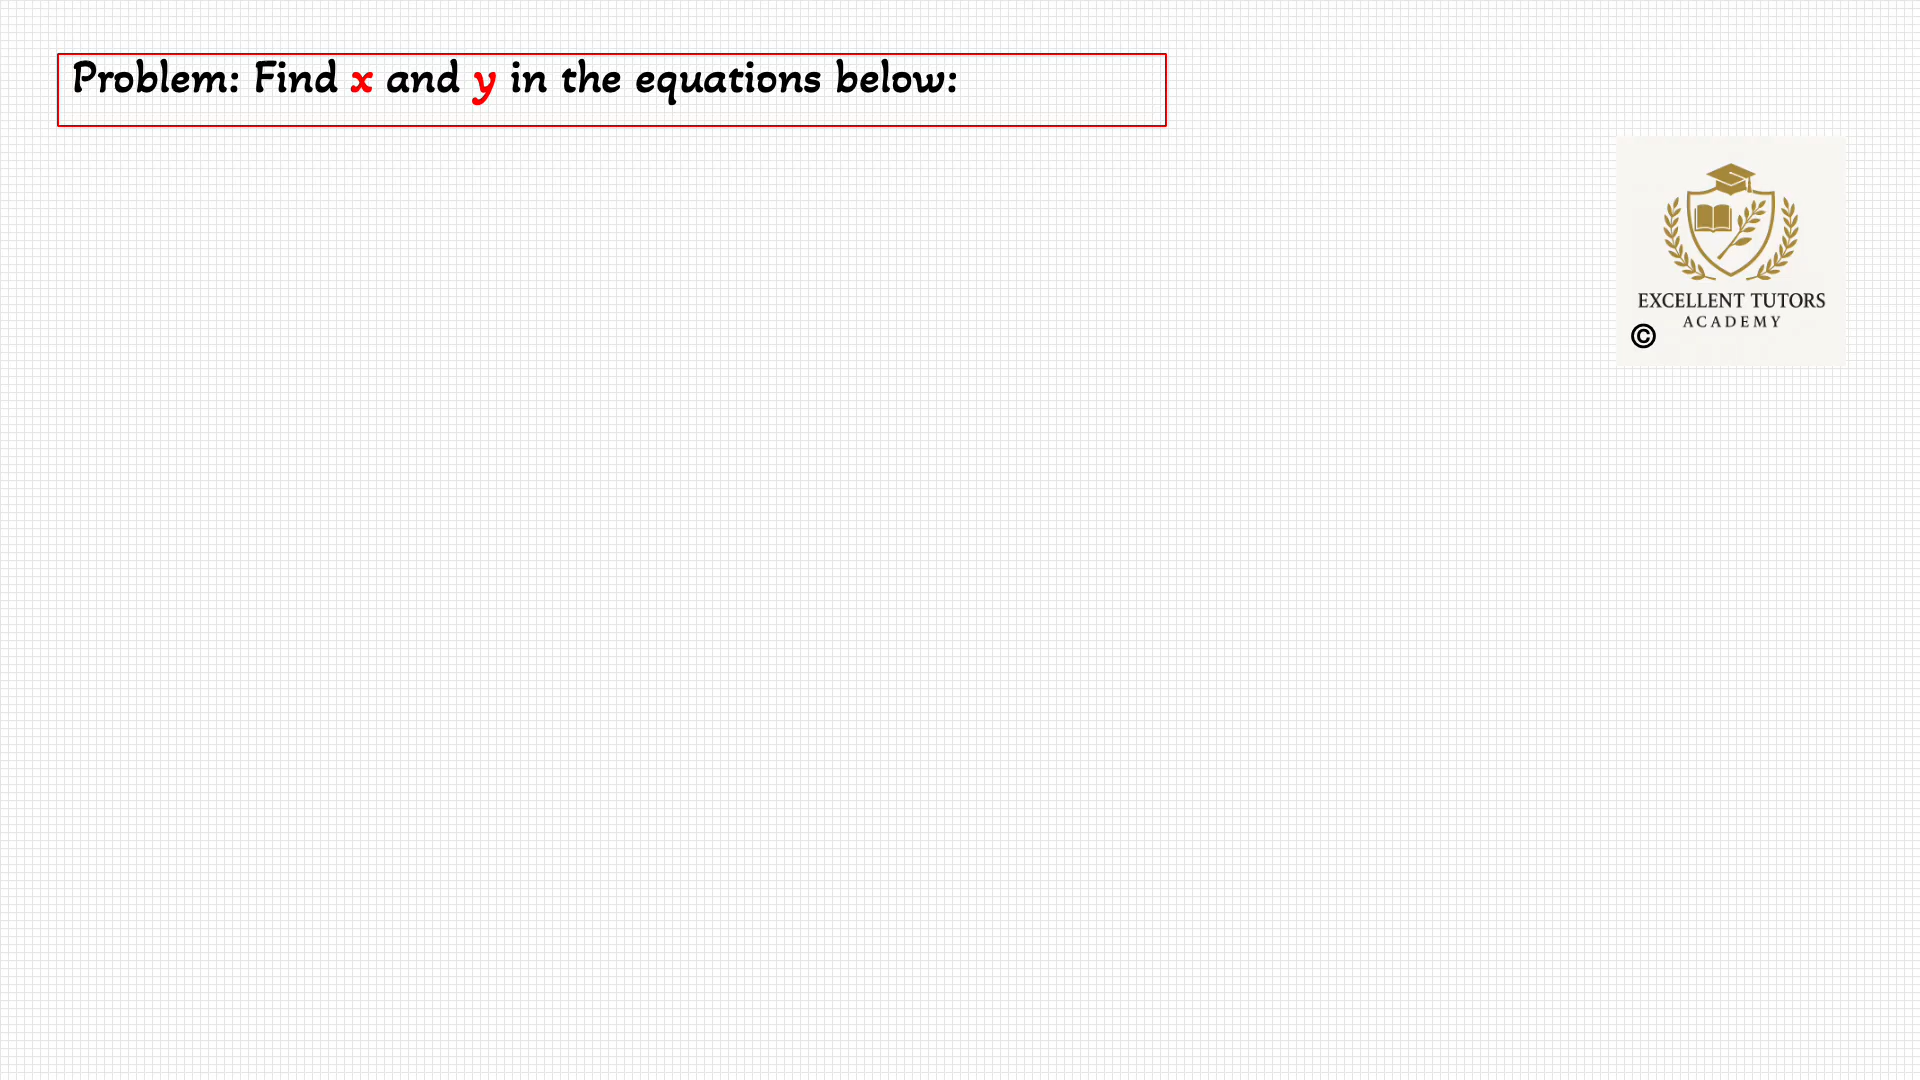 Problem: Find x and y in the equations below:
EXCELLENT TUTORS
ACADEMY
©